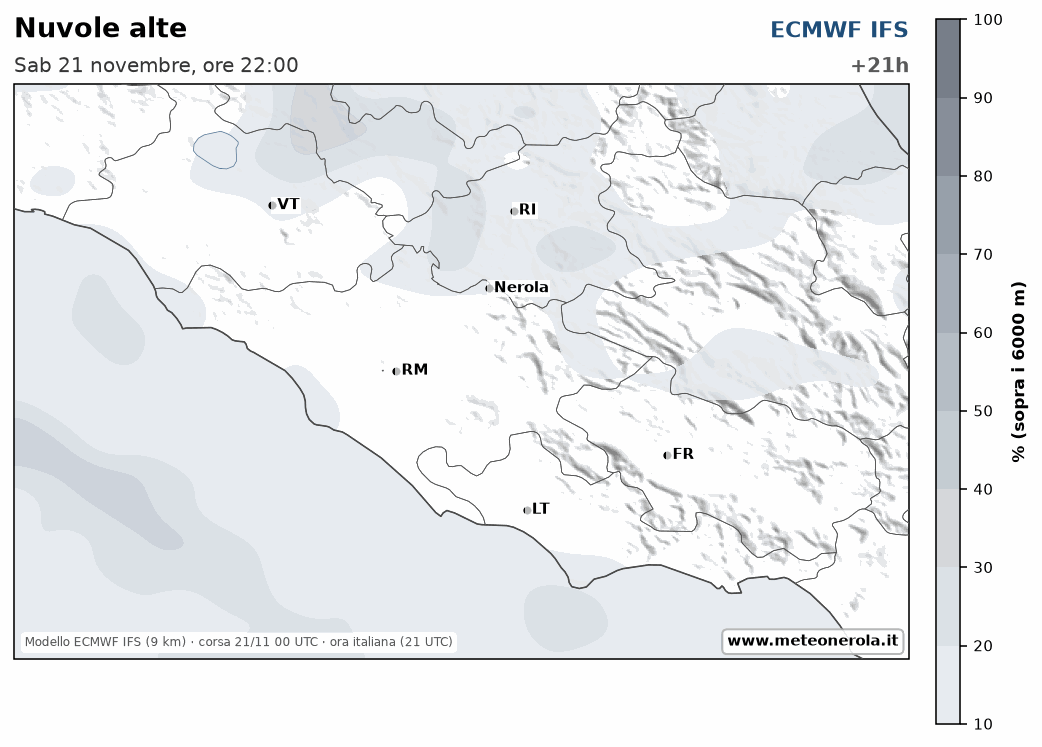 Nuvole alte
ECMWF IFS
Sab 21 novembre, ore 22:00
+21h
100
90
80
70
60
50
40
30
20
10
% (sopra i 6000 m)
VT
RI
Nerola
RM
FR
LT
Modello ECMWF IFS (9 km) · corsa 21/11 00 UTC · ora italiana (21 UTC)
www.meteonerola.it